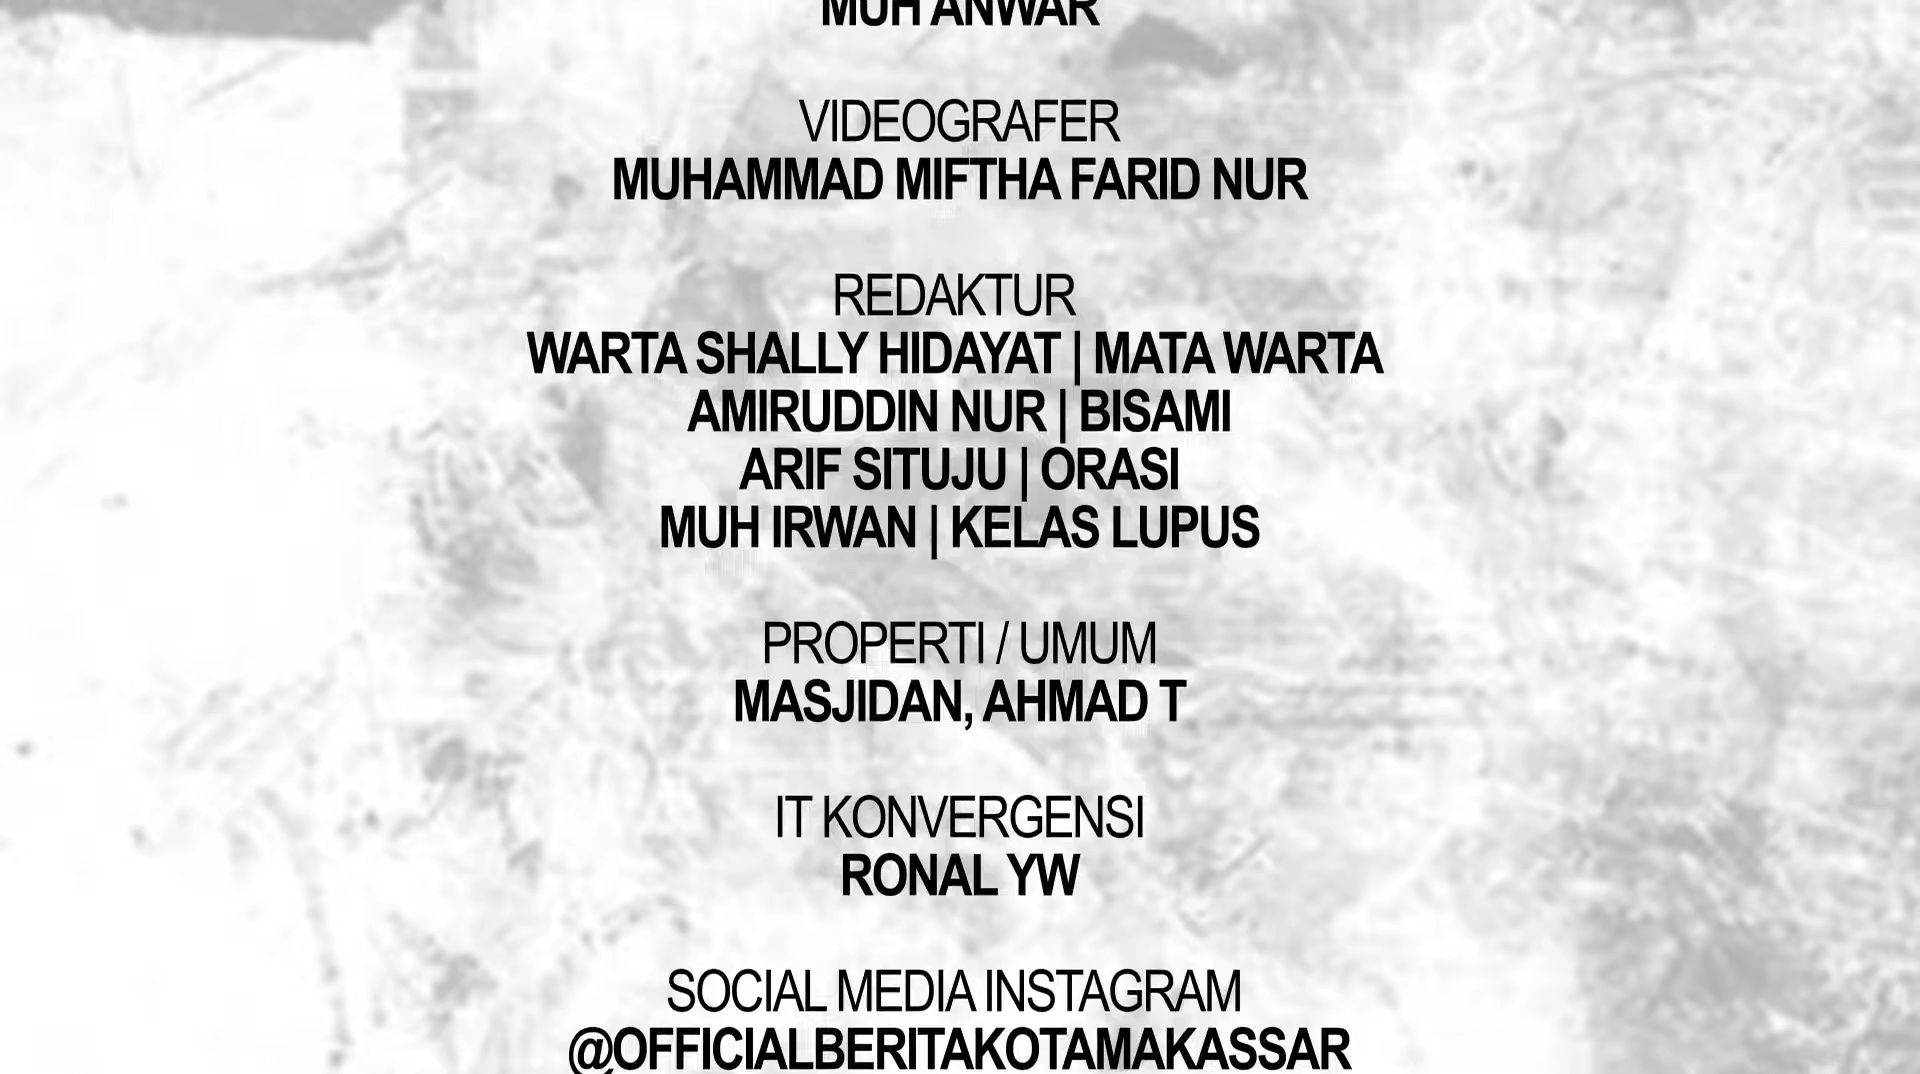 MUH ANWAR
VIDEOGRAFER
MUHAMMAD MIFTHA FARID NUR
REDAKTUR
WARTA SHALLY HIDAYAT | MATA WARTA
AMIRUDDIN NUR | BISAMI
ARIF SITUJU | ORASI
MUH IRWAN | KELAS LUPUS
PROPERTI / UMUM
MASJIDAN, AHMAD T
IT KONVERGENSI
RONAL YW
SOCIAL MEDIA INSTAGRAM
@OFFICIALBERITAKOTAMAKASSAR